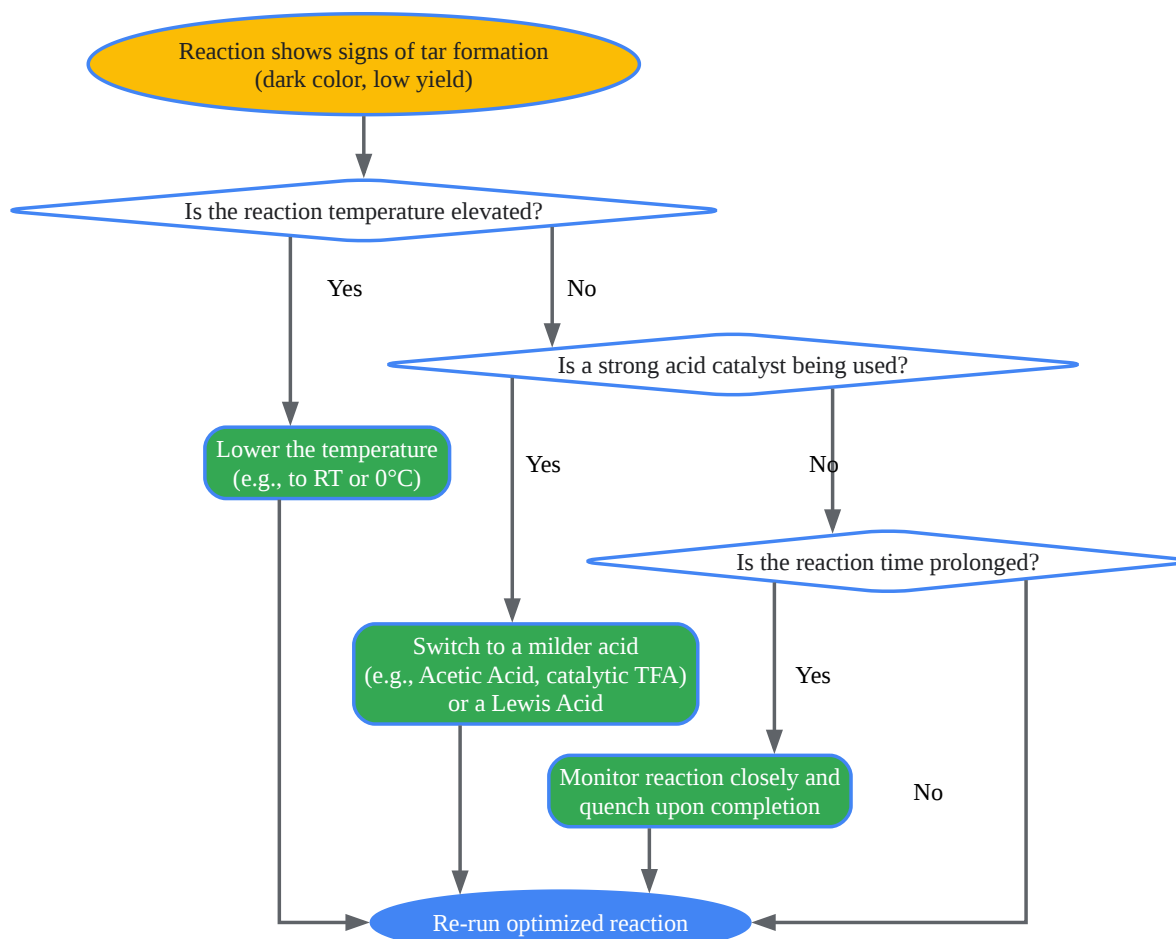 Reaction shows signs of tar formation
(dark color, low yield)
Is the reaction temperature elevated?
Yes
No
Is a strong acid catalyst being used?
Lower the temperature
(e.g., to RT or 0°C)
Yes
No
Is the reaction time prolonged?
Switch to a milder acid
(e.g., Acetic Acid, catalytic TFA)
or a Lewis Acid
Yes
Monitor reaction closely and
quench upon completion
No
Re-run optimized reaction